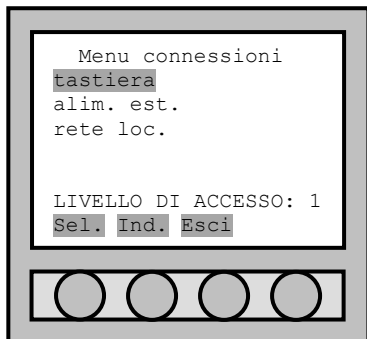 Menu connessioni
tastiera
alim. est.
rete loc.
LIVELLO DI ACCESSO: 1
Sel. Ind. Esci